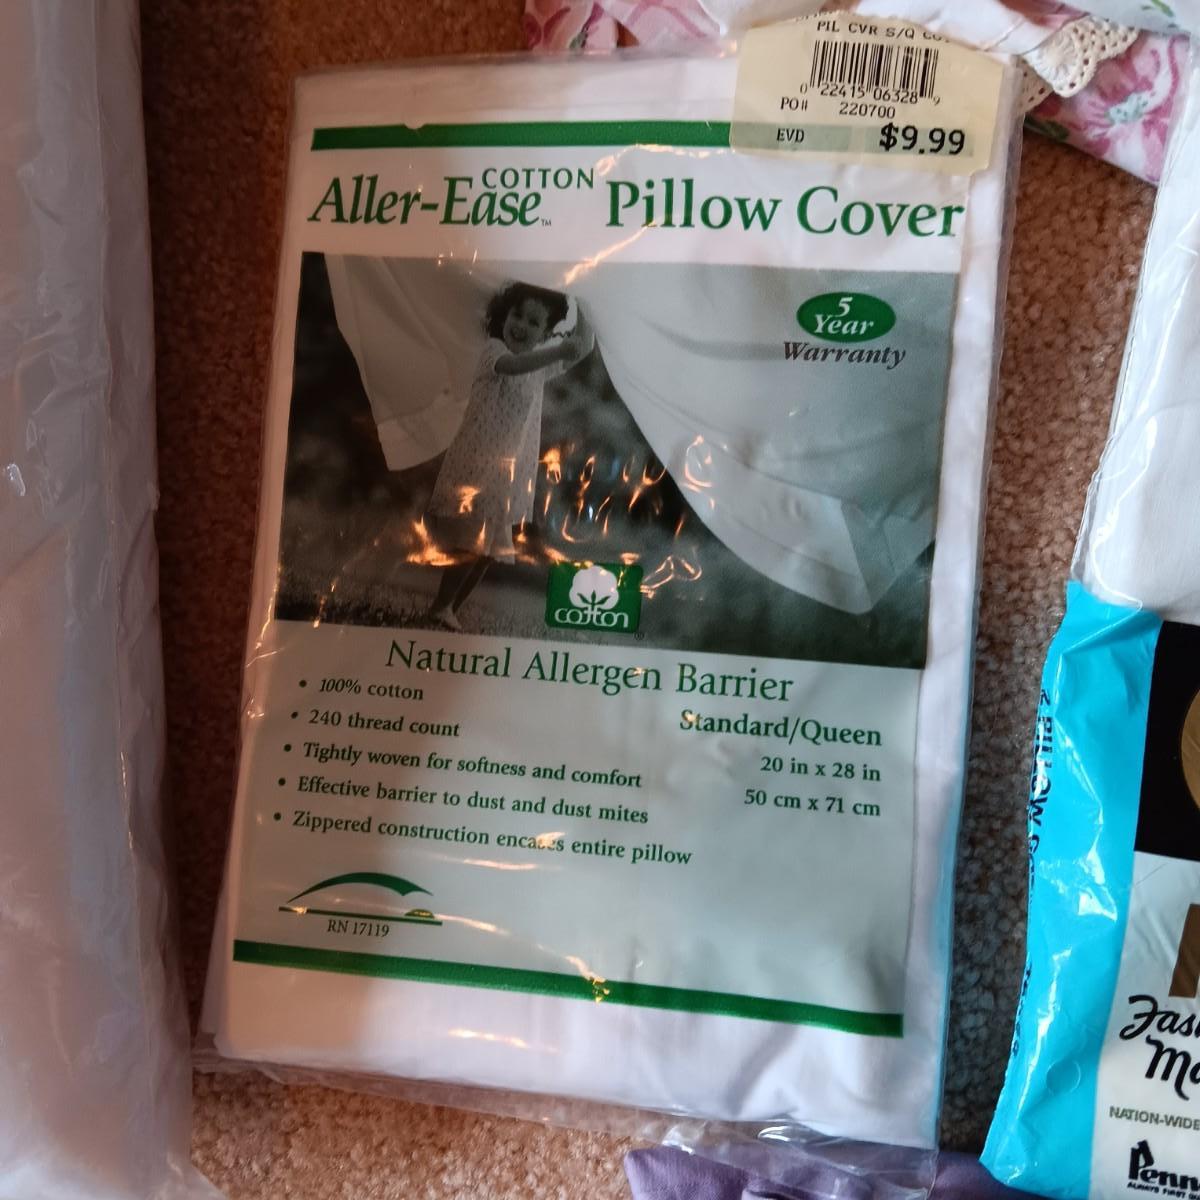 PIL CVR S/Q
0 22415 06328 9
PO# 220700
EVD $9.99
COTTON
Aller-Ease™ Pillow Cover
5
Year
Warranty
cotton
®
Natural Allergen Barrier
• 100% cotton
• 240 thread count
• Tightly woven for softness and comfort
• Effective barrier to dust and dust mites
• Zippered construction encases entire pillow
Standard/Queen
20 in x 28 in
50 cm x 71 cm
RN 17119
NATION-WIDE